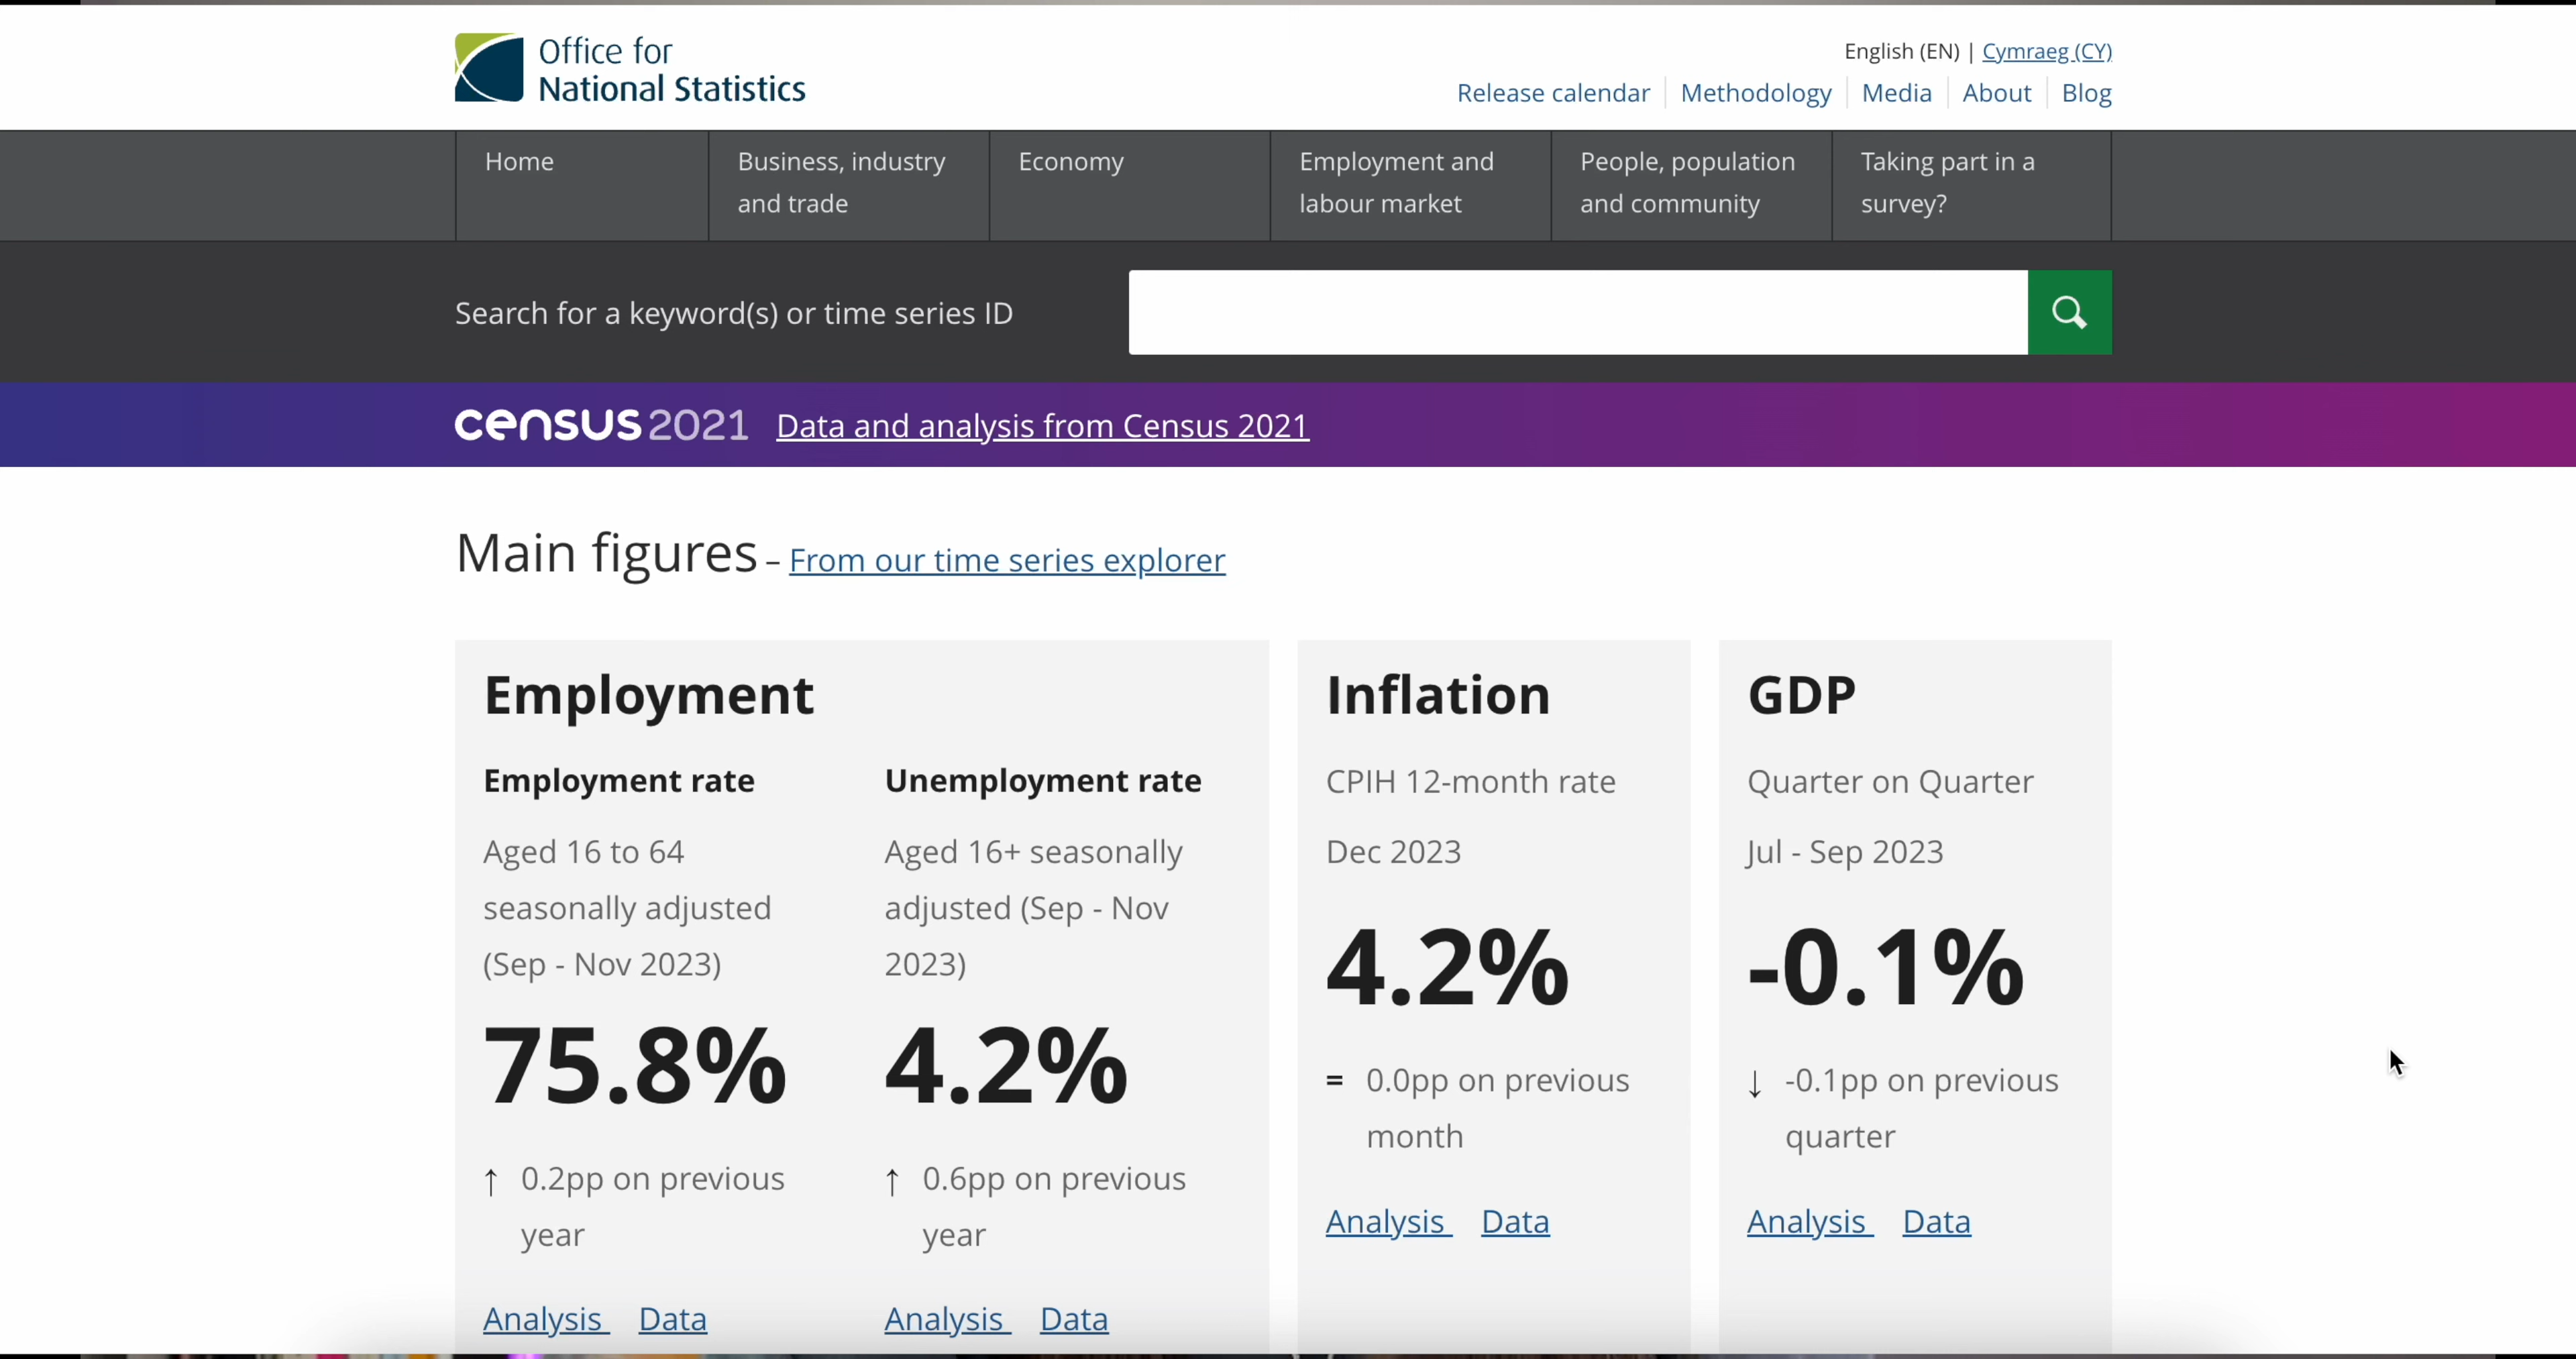 Office for
National Statistics
English (EN) | Cymraeg (CY)
Release calendar
Methodology
Media
About
Blog
Home
Business, industry
and trade
Economy
Employment and
labour market
People, population
and community
Taking part in a
survey?
Search for a keyword(s) or time series ID
census 2021
Data and analysis from Census 2021
Main figures – From our time series explorer
Employment
Employment rate
Aged 16 to 64
seasonally adjusted
(Sep - Nov 2023)
75.8%
↑ 0.2pp on previous
year
Analysis Data
Unemployment rate
Aged 16+ seasonally
adjusted (Sep - Nov
2023)
4.2%
↑ 0.6pp on previous
year
Analysis Data
Inflation
CPIH 12-month rate
Dec 2023
4.2%
= 0.0pp on previous
month
Analysis Data
GDP
Quarter on Quarter
Jul - Sep 2023
-0.1%
↓ -0.1pp on previous
quarter
Analysis Data